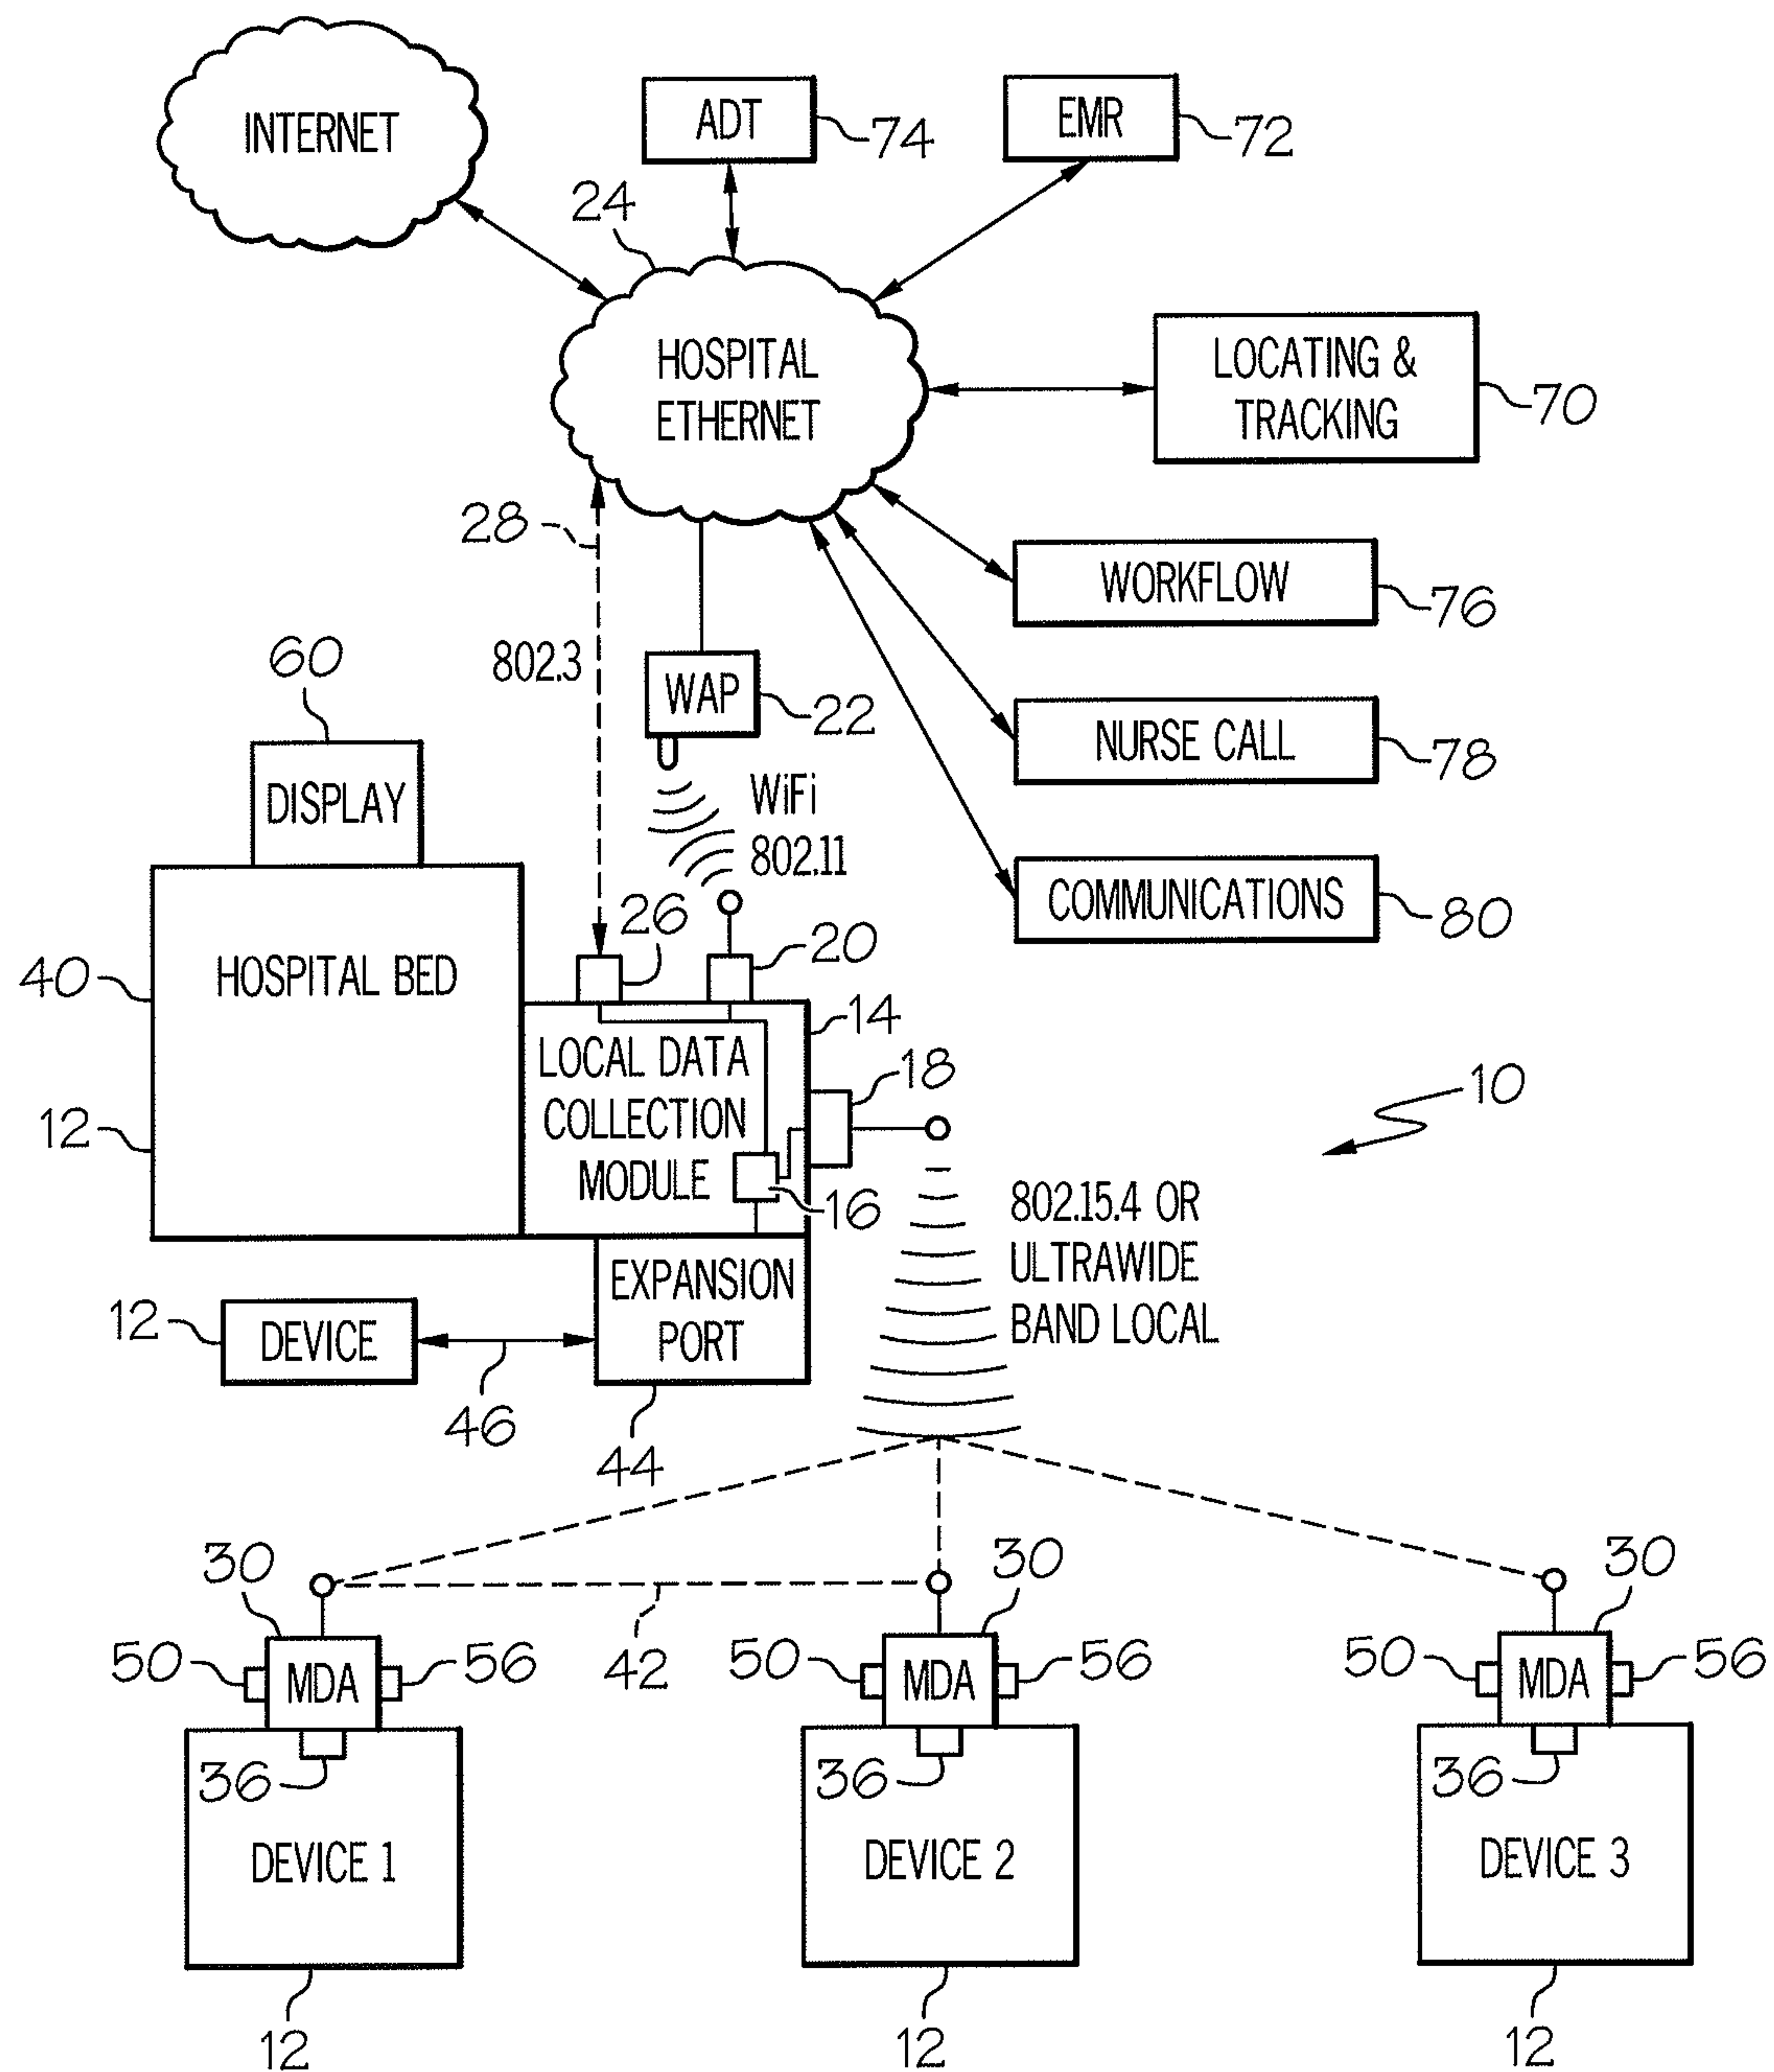 INTERNET
ADT
74
EMR
72
24
HOSPITAL
ETHERNET
LOCATING &
TRACKING
70
28
802.3
WORKFLOW
76
60
WAP
22
NURSE CALL
78
DISPLAY
WiFi
802.11
COMMUNICATIONS
80
26
20
40
HOSPITAL BED
14
LOCAL DATA
COLLECTION
MODULE
18
10
12
16
802.15.4 OR
ULTRAWIDE
BAND LOCAL
EXPANSION
PORT
12
DEVICE
46
44
30
30
30
50
MDA
56
42
50
MDA
56
50
MDA
56
36
36
36
DEVICE 1
DEVICE 2
DEVICE 3
12
12
12